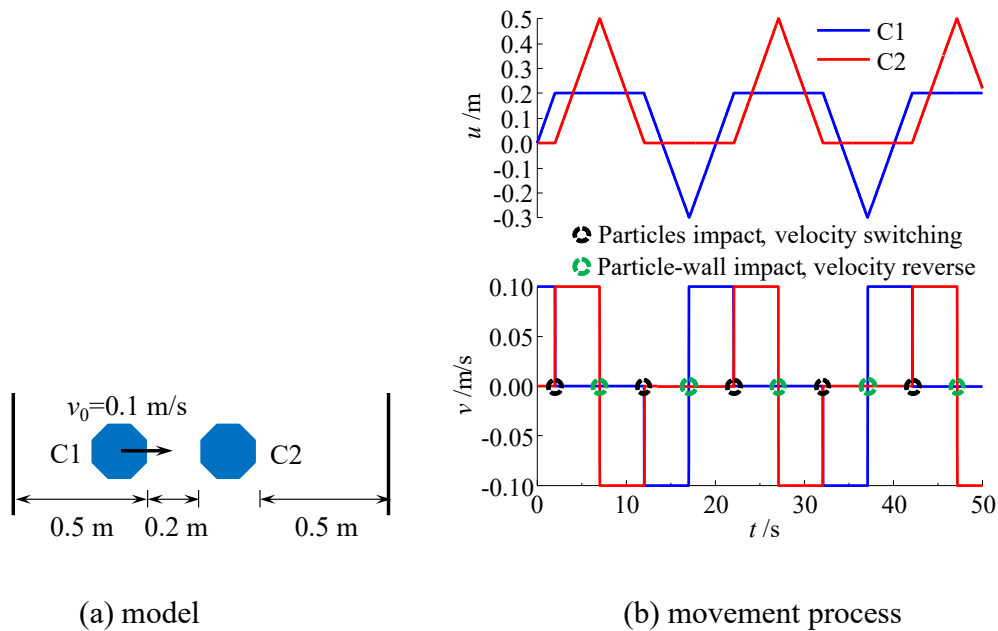 v₀=0.1 m/s
C1
C2
0.5 m
0.2 m
0.5 m
(a) model
0.5
0.4
0.3
0.2
0.1
0.0
-0.1
-0.2
-0.3
u /m
C1
C2
Particles impact, velocity switching
Particle-wall impact, velocity reverse
0.10
0.05
0.00
-0.05
-0.10
v /m/s
0
10
20
30
40
50
t /s
(b) movement process